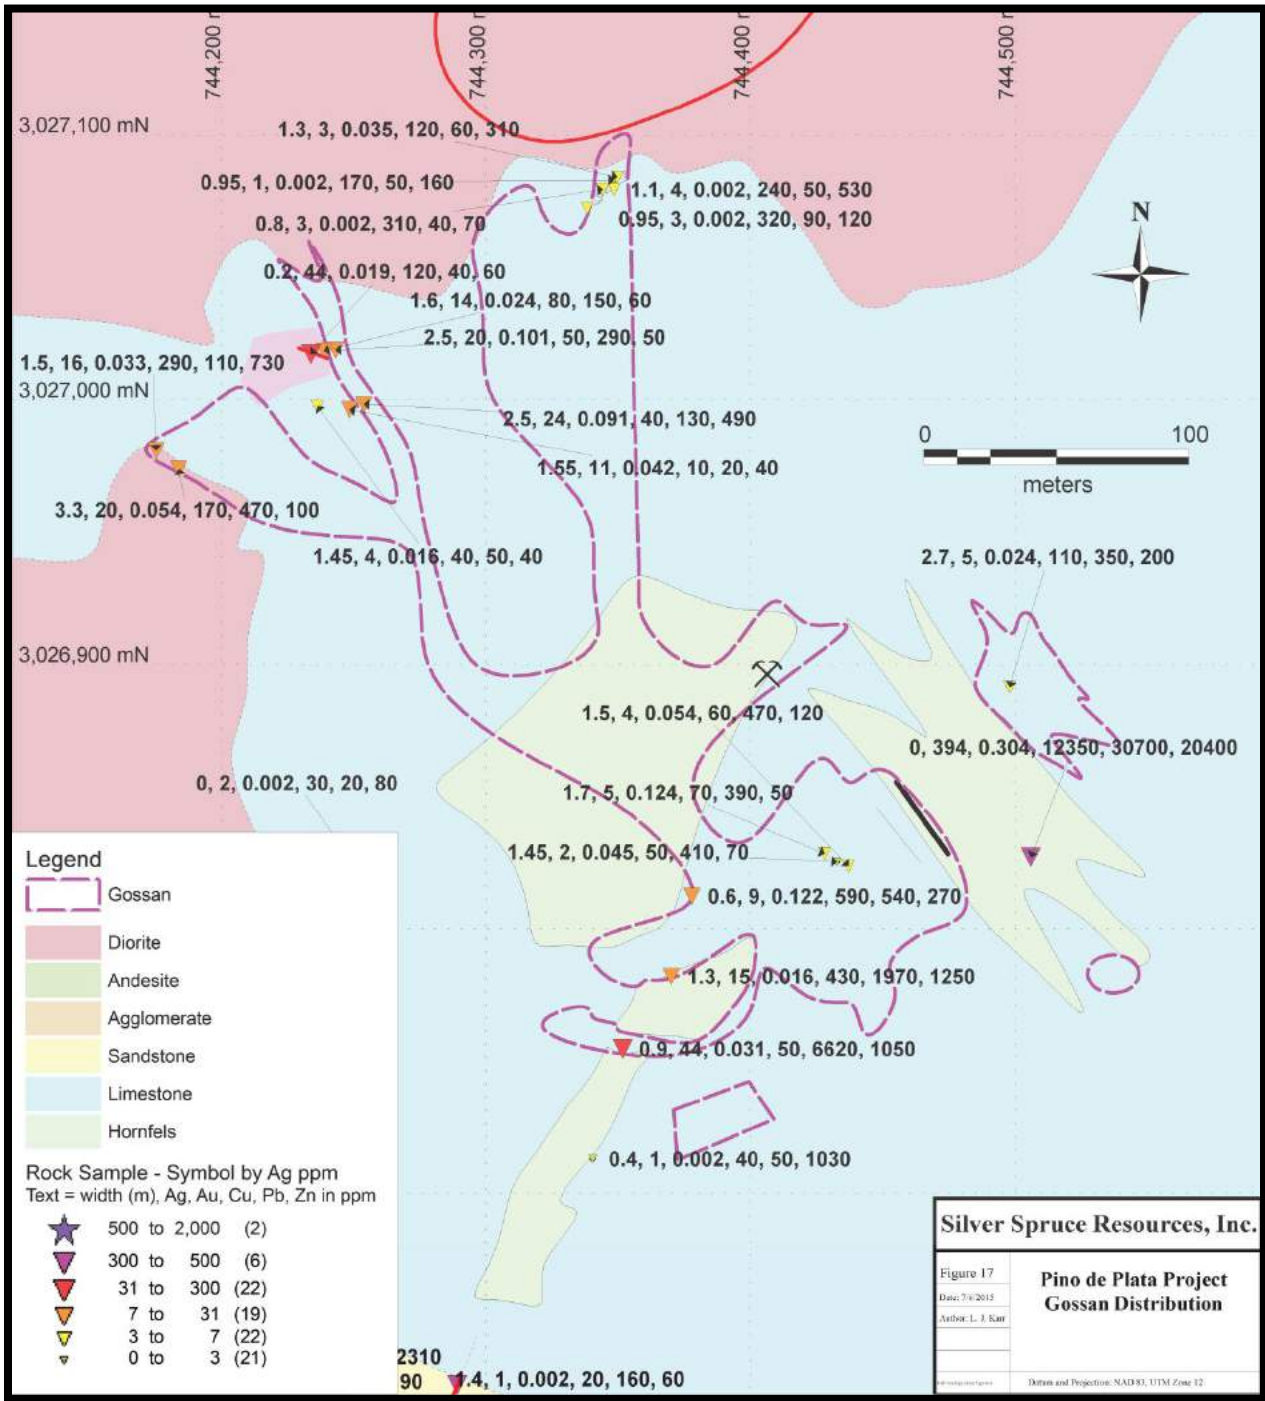 744,200 m
744,300 m
744,400 m
744,500 m
3,027,100 mN
1.3, 3, 0.035, 120, 60, 310
0.95, 1, 0.002, 170, 50, 160
1.1, 4, 0.002, 240, 50, 530
0.95, 3, 0.002, 320, 90, 120
0.8, 3, 0.002, 310, 40, 70
N
0.2, 44, 0.019, 120, 40, 60
1.6, 14, 0.024, 80, 150, 60
2.5, 20, 0.101, 50, 290, 50
1.5, 16, 0.033, 290, 110, 730
3,027,000 mN
2.5, 24, 0.091, 40, 130, 490
0 100
meters
1.55, 11, 0.042, 10, 20, 40
3.3, 20, 0.054, 170, 470, 100
1.45, 4, 0.016, 40, 50, 40
2.7, 5, 0.024, 110, 350, 200
3,026,900 mN
1.5, 4, 0.054, 60, 470, 120
0, 394, 0.304, 12350, 30700, 20400
0, 2, 0.002, 30, 20, 80
1.7, 5, 0.124, 70, 390, 50
1.45, 2, 0.045, 50, 410, 70
0.6, 9, 0.122, 590, 540, 270
1.3, 15, 0.016, 430, 1970, 1250
0.9, 44, 0.031, 50, 6620, 1050
0.4, 1, 0.002, 40, 50, 1030
Legend
Gossan
Diorite
Andesite
Agglomerate
Sandstone
Limestone
Hornfels
Rock Sample - Symbol by Ag ppm
Text = width (m), Ag, Au, Cu, Pb, Zn in ppm
500 to 2,000 (2)
300 to 500 (6)
31 to 300 (22)
7 to 31 (19)
3 to 7 (22)
0 to 3 (21)
2310
90
1.4, 1, 0.002, 20, 160, 60
Silver Spruce Resources, Inc.
Figure 17
Date: 7/6/2015
Author: L. J. Karr
Pino de Plata Project
Gossan Distribution
Datum and Projection: NAD 83, UTM Zone 12